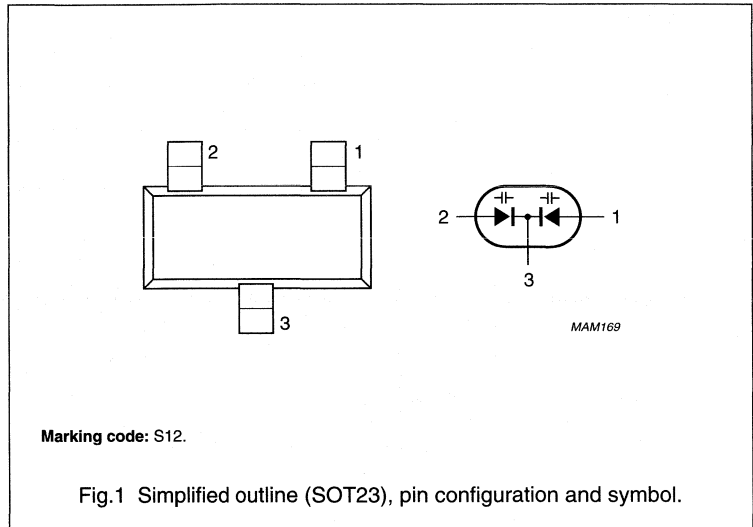 2
1
3
2
1
3
MAM169
Marking code: S12.
Fig.1 Simplified outline (SOT23), pin configuration and symbol.